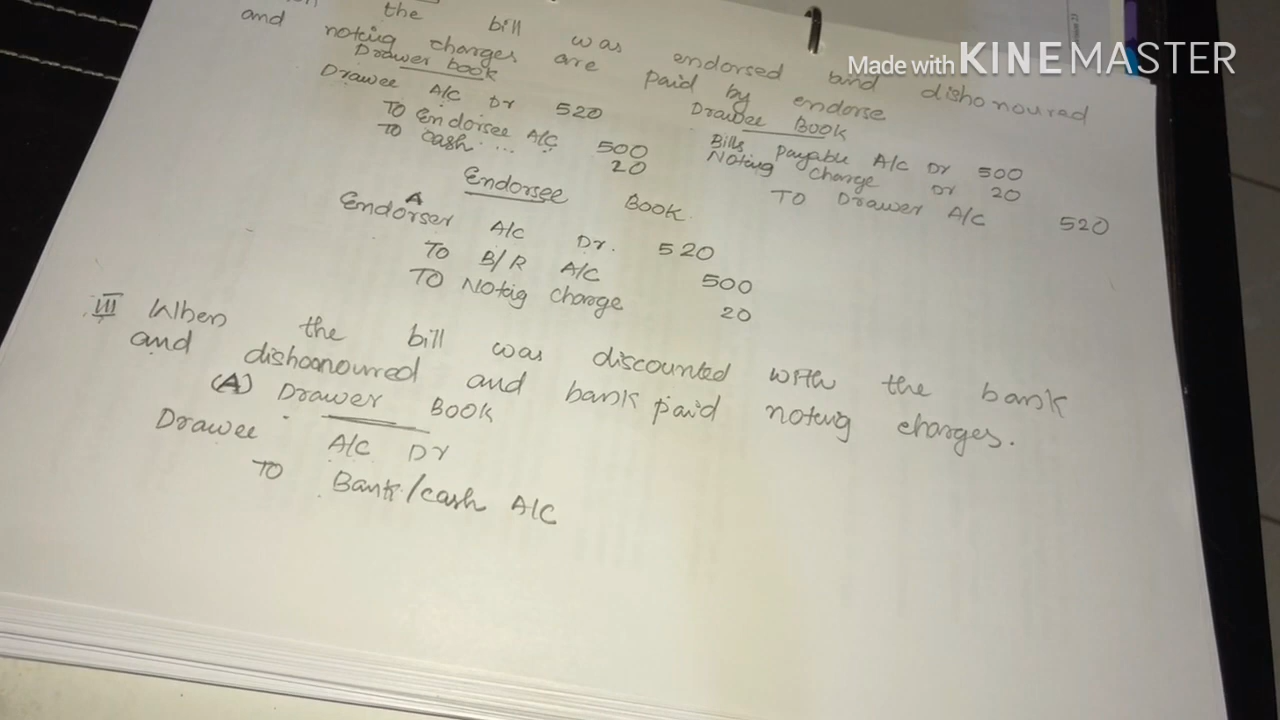 the bill was endorsed and dishonoured
and noting charges are paid by endorse
Drawer book
Drawee A/C Dr 520
To Endorsee A/C 500
To cash .... 20
Drawee Book
Bills payable A/C Dr 500
Noting charge Dr 20
To Drawer A/C 520
Endorsee Book
Endorser A/C Dr. 520
To B/R A/C 500
To Notig charge 20
III When the bill was discounted with the bank
and dishonoured and bank paid noting charges.
(A) Drawer Book
Drawee A/C Dr
To Bank/cash A/C
Made with KINEMASTER